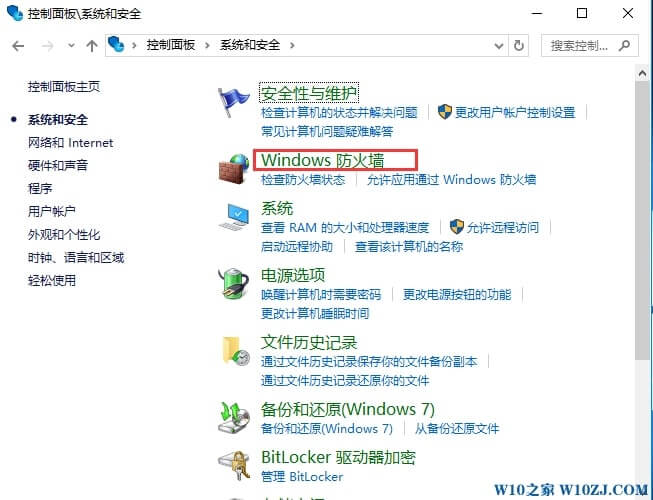 控制面板\系统和安全
控制面板 系统和安全 搜索控制...
控制面板主页
系统和安全
网络和 Internet
硬件和声音
程序
用户帐户
外观和个性化
时钟、语言和区域
轻松使用
安全性与维护
检查计算机的状态并解决问题 更改用户帐户控制设置
常见计算机问题疑难解答
Windows 防火墙
检查防火墙状态 允许应用通过 Windows 防火墙
系统
查看 RAM 的大小和处理器速度 允许远程访问
启动远程协助 查看该计算机的名称
电源选项
唤醒计算机时需要密码 更改电源按钮的功能
更改计算机睡眠时间
文件历史记录
通过文件历史记录保存你的文件备份副本
通过文件历史记录还原你的文件
备份和还原(Windows 7)
备份和还原(Windows 7) 从备份还原文件
BitLocker 驱动器加密
管理 BitLocker
W10之家 W10ZJ.COM